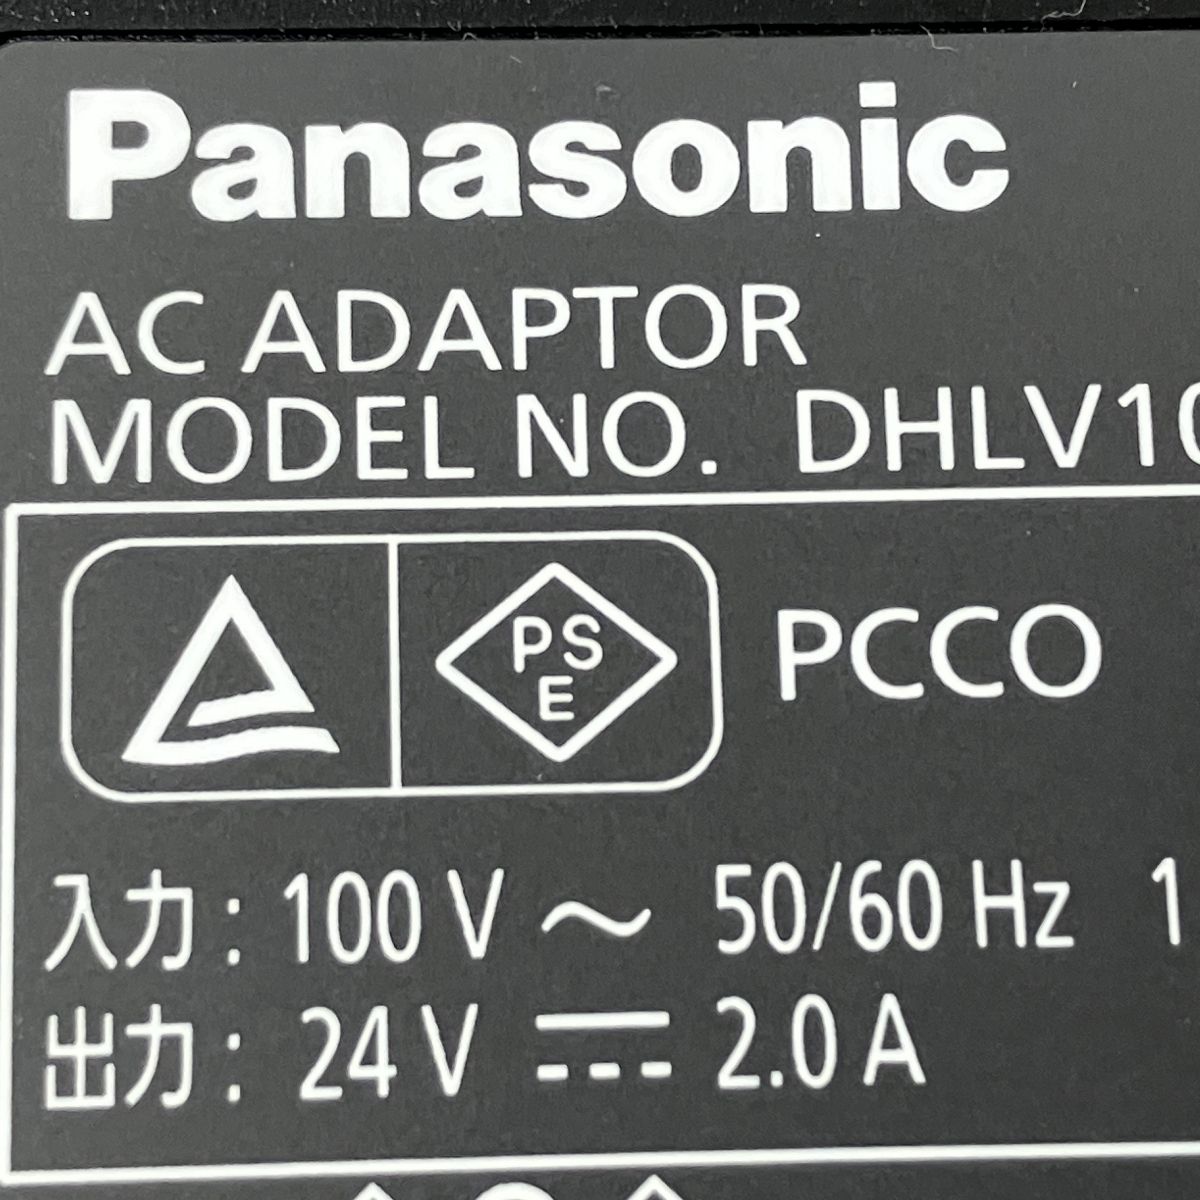 Panasonic
AC ADAPTOR
MODEL NO. DHLV10
PS
E
PCCO
入力: 100 V ～ 50/60 Hz 1
出力: 24 V ⎓ 2.0 A